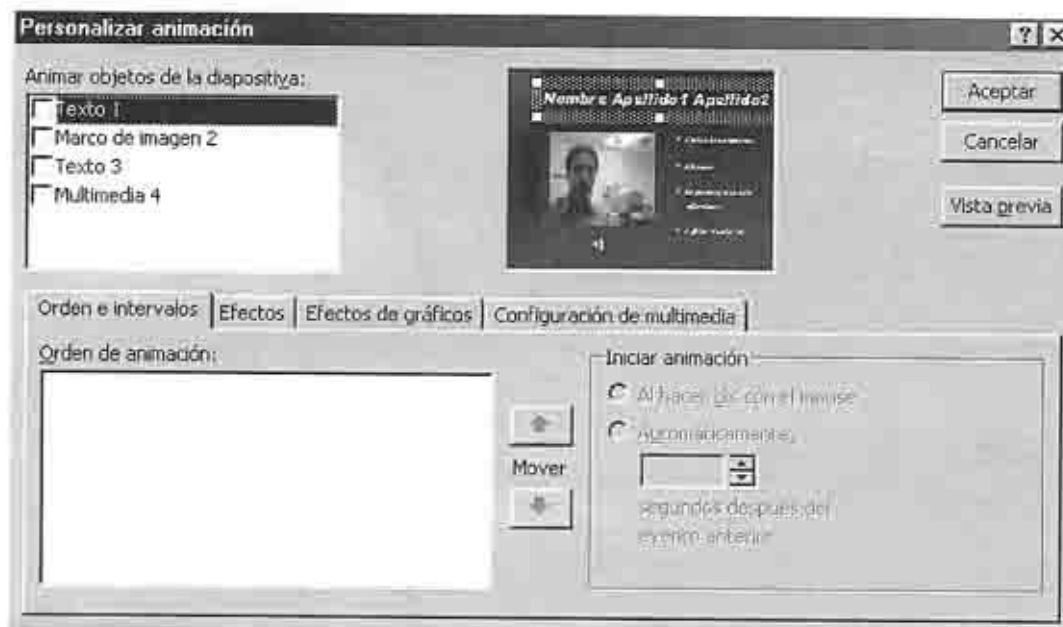 Personalizar animación
Animar objetos de la diapositiva:
Texto 1
Marco de imagen 2
Texto 3
Multimedia 4
Nombre Apellido1 Apellido2
Aceptar
Cancelar
Vista previa
Orden e intervalos
Efectos
Efectos de gráficos
Configuración de multimedia
Orden de animación:
Mover
Iniciar animación
Al hacer clic con el mouse
Automáticamente,
segundos después del
evento anterior